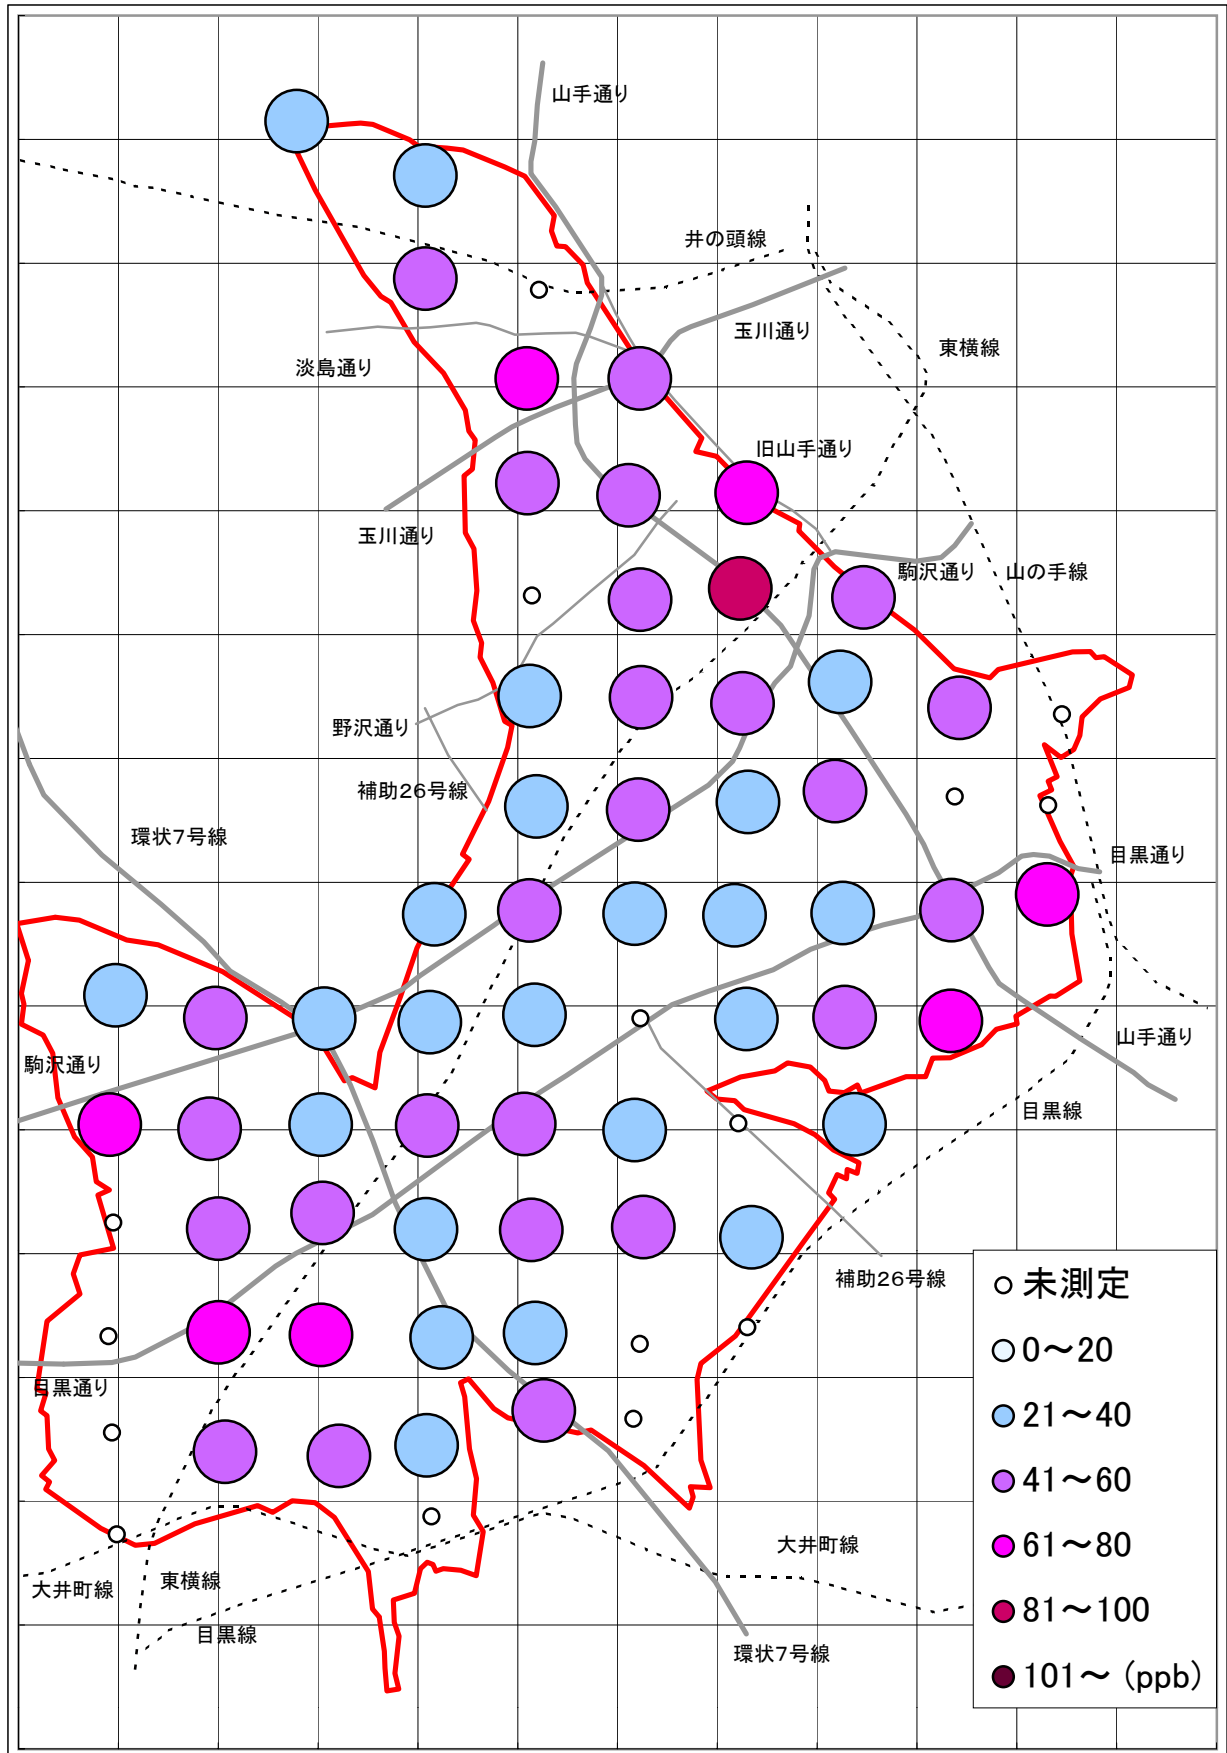 山手通り
井の頭線
玉川通り
東横線
淡島通り
旧山手通り
玉川通り
駒沢通り
山の手線
野沢通り
補助26号線
環状7号線
目黒通り
山手通り
駒沢通り
目黒線
補助26号線
目黒通り
大井町線
東横線
目黒線
大井町線
環状7号線
未測定
0～20
21～40
41～60
61～80
81～100
101～ (ppb)